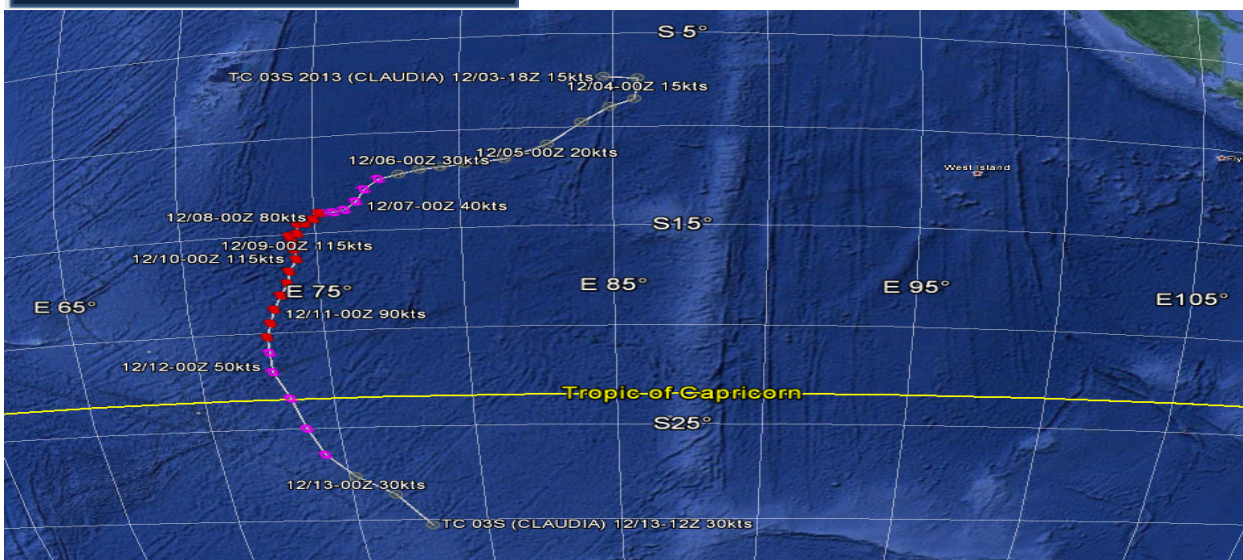 S 5°
TC 03S 2013 (CLAUDIA) 12/03-18Z 15kts
12/04-00Z 15kts
12/05-00Z 20kts
12/06-00Z 30kts
West Island
12/07-00Z 40kts
12/08-00Z 80kts
S15°
12/09-00Z 115kts
12/10-00Z 115kts
E 65°
E 75°
E 85°
E 95°
E105°
12/11-00Z 90kts
12/12-00Z 50kts
Tropic of Capricorn
S25°
12/13-00Z 30kts
TC 03S (CLAUDIA) 12/13-12Z 30kts